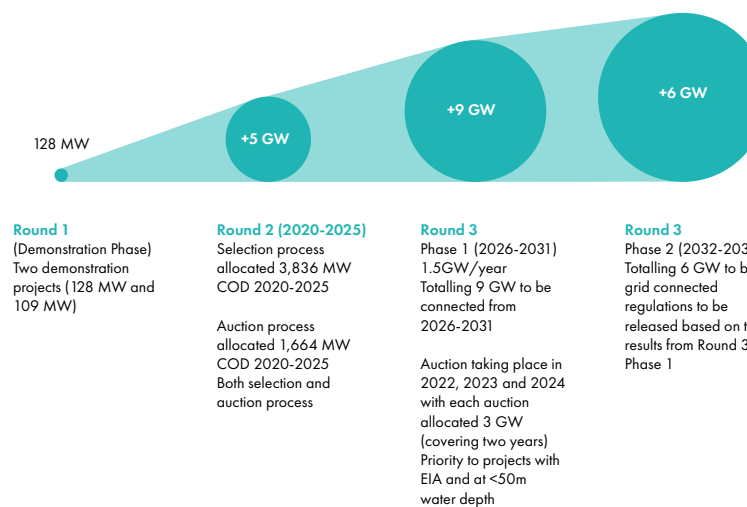 128 MW
+5 GW
+9 GW
+6 GW
Round 1
(Demonstration Phase)
Two demonstration
projects (128 MW and
109 MW)
Round 2 (2020-2025)
Selection process
allocated 3,836 MW
COD 2020-2025
Auction process
allocated 1,664 MW
COD 2020-2025
Both selection and
auction process
Round 3
Phase 1 (2026-2031)
1.5GW/year
Totalling 9 GW to be
connected from
2026-2031
Auction taking place in
2022, 2023 and 2024
with each auction
allocated 3 GW
(covering two years)
Priority to projects with
EIA and at <50m
water depth
Round 3
Phase 2 (2032-203
Totalling 6 GW to b
grid connected
regulations to be
released based on t
results from Round 3
Phase 1